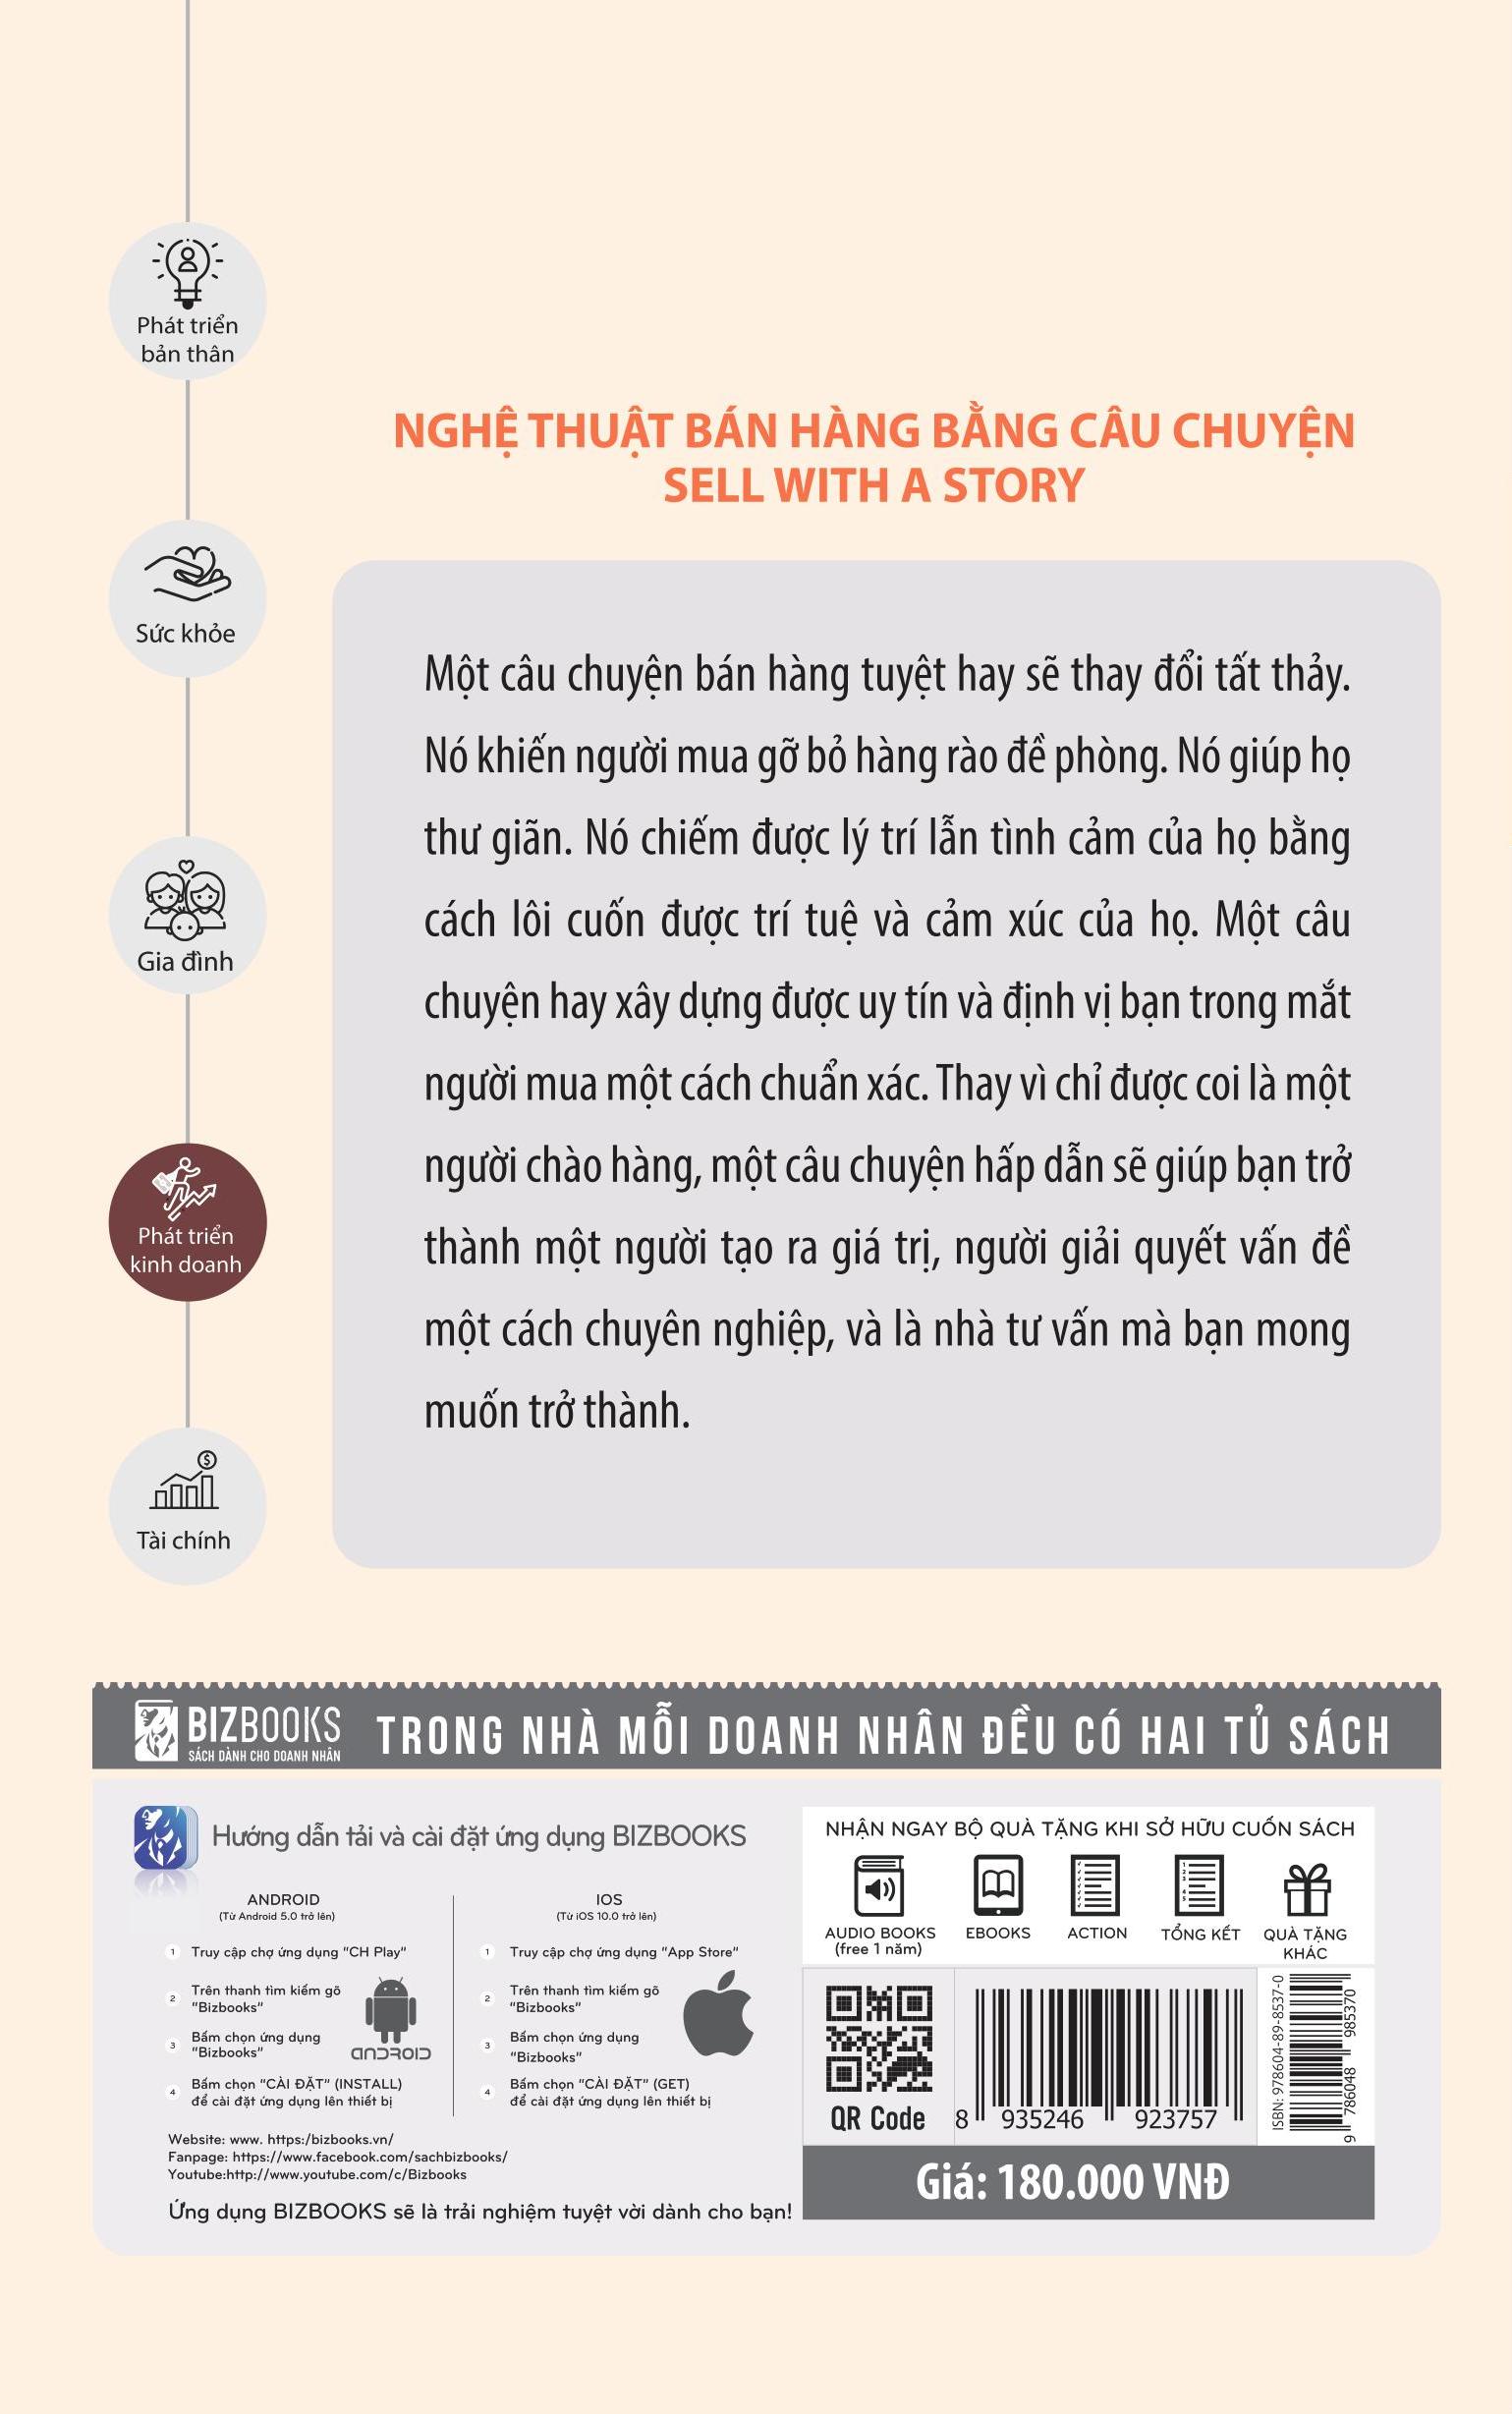 Phát triển
bản thân
Sức khỏe
Gia đình
Phát triển
kinh doanh
Tài chính
NGHỆ THUẬT BÁN HÀNG BẰNG CÂU CHUYỆN
SELL WITH A STORY
Một câu chuyện bán hàng tuyệt hay sẽ thay đổi tất thảy.
Nó khiến người mua gỡ bỏ hàng rào đề phòng. Nó giúp họ
thư giãn. Nó chiếm được lý trí lẫn tình cảm của họ bằng
cách lôi cuốn được trí tuệ và cảm xúc của họ. Một câu
chuyện hay xây dựng được uy tín và định vị bạn trong mắt
người mua một cách chuẩn xác. Thay vì chỉ được coi là một
người chào hàng, một câu chuyện hấp dẫn sẽ giúp bạn trở
thành một người tạo ra giá trị, người giải quyết vấn đề
một cách chuyên nghiệp, và là nhà tư vấn mà bạn mong
muốn trở thành.
BIZBOOKS
SÁCH DÀNH CHO DOANH NHÂN
TRONG NHÀ MỖI DOANH NHÂN ĐỀU CÓ HAI TỦ SÁCH
Hướng dẫn tải và cài đặt ứng dụng BIZBOOKS
ANDROID
(Từ Android 5.0 trở lên)
1 Truy cập chợ ứng dụng "CH Play"
2 Trên thanh tìm kiếm gõ
"Bizbooks"
3 Bấm chọn ứng dụng
"Bizbooks"
4 Bấm chọn "CÀI ĐẶT" (INSTALL)
để cài đặt ứng dụng lên thiết bị
ANDROID
IOS
(Từ iOS 10.0 trở lên)
1 Truy cập chợ ứng dụng "App Store"
2 Trên thanh tìm kiếm gõ
"Bizbooks"
3 Bấm chọn ứng dụng
"Bizbooks"
4 Bấm chọn "CÀI ĐẶT" (GET)
để cài đặt ứng dụng lên thiết bị
Website: www. https:/bizbooks.vn/
Fanpage: https://www.facebook.com/sachbizbooks/
Youtube:http://www.youtube.com/c/Bizbooks
Ứng dụng BIZBOOKS sẽ là trải nghiệm tuyệt vời dành cho bạn!
NHẬN NGAY BỘ QUÀ TẶNG KHI SỞ HỮU CUỐN SÁCH
AUDIO BOOKS
(free 1 năm)
EBOOKS
ACTION
TỔNG KẾT
QUÀ TẶNG
KHÁC
QR Code
8 935246 923757
ISBN: 978604-89-8537-0
9 786048 985370
Giá: 180.000 VNĐ